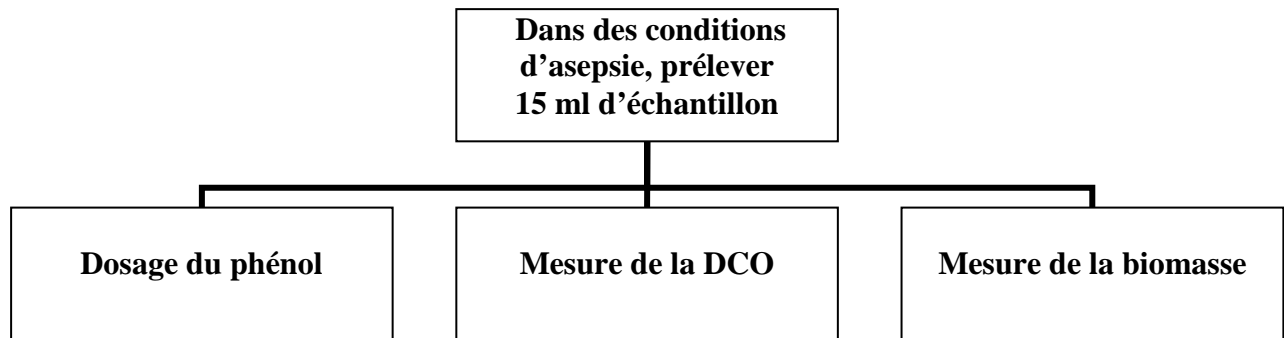 Dans des conditions
d’asepsie, prélever
15 ml d’échantillon
Dosage du phénol
Mesure de la DCO
Mesure de la biomasse